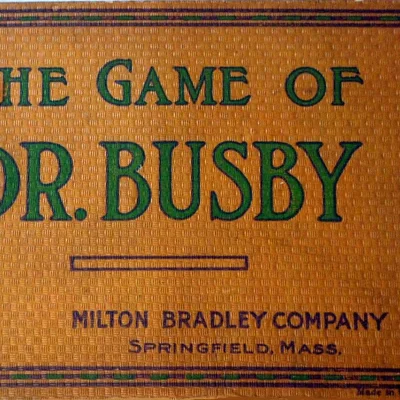 HE GAME OF
DR. BUSBY
MILTON BRADLEY COMPANY
SPRINGFIELD, MASS.
Made in